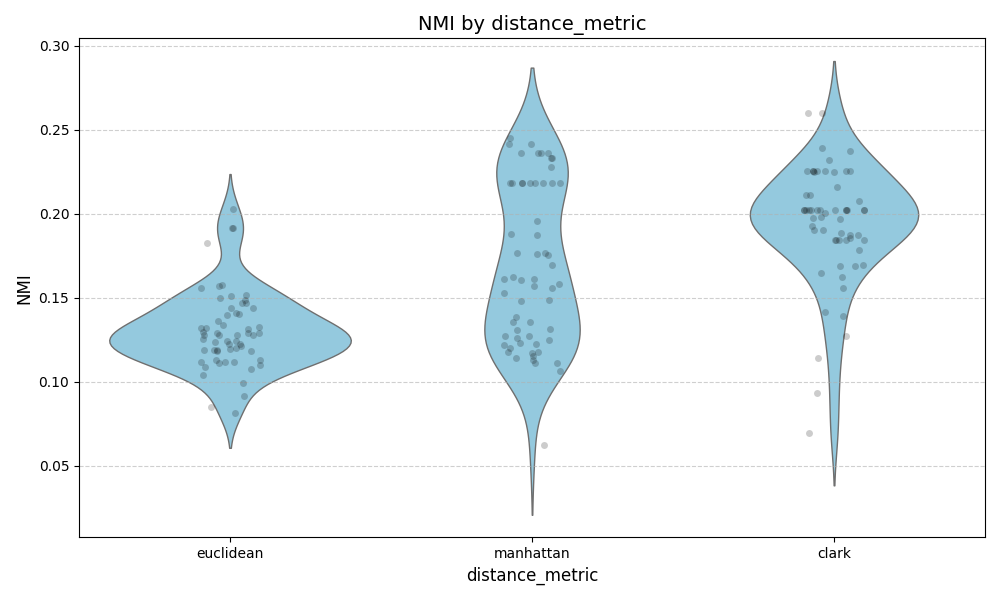 NMI by distance_metric
0.30
0.25
0.20
0.15
0.10
0.05
NMI
euclidean
manhattan
clark
distance_metric